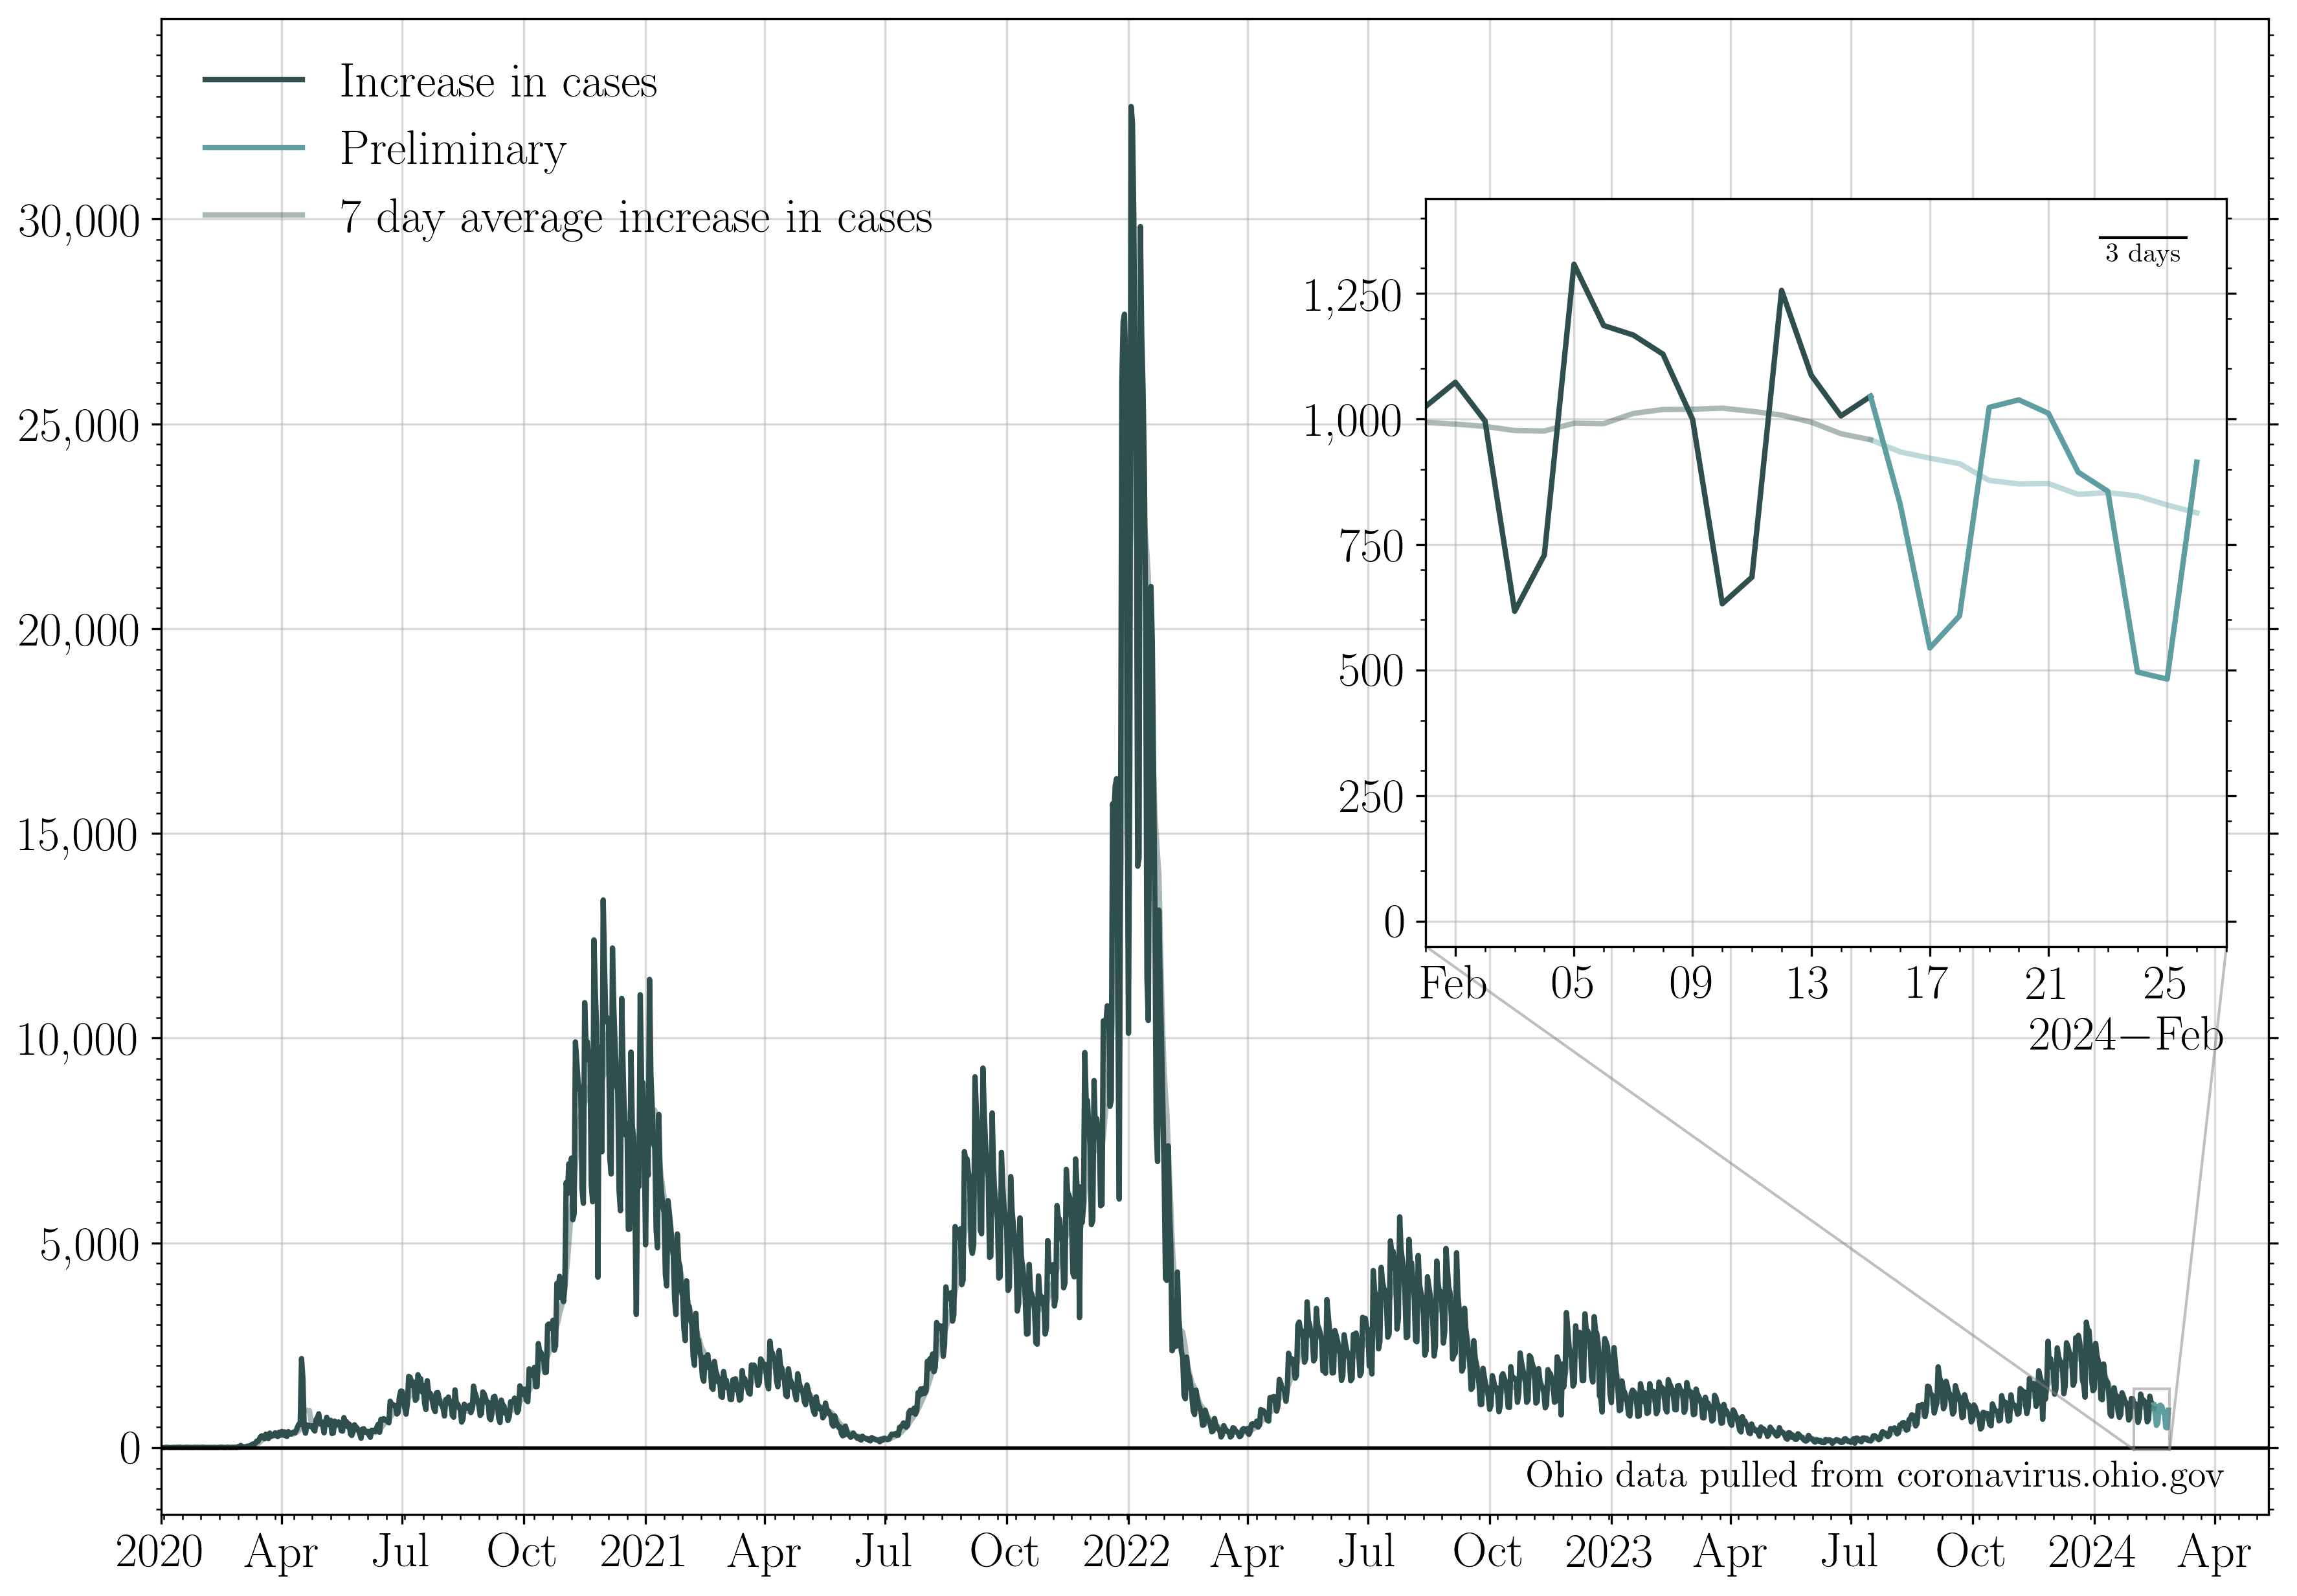 Increase in cases
Preliminary
7 day average increase in cases
30,000
25,000
20,000
15,000
10,000
5,000
0
3 days
1,250
1,000
750
500
250
0
Feb 05 09 13 17 21 25
2024—Feb
Ohio data pulled from coronavirus.ohio.gov
2020 Apr Jul Oct 2021 Apr Jul Oct 2022 Apr Jul Oct 2023 Apr Jul Oct 2024 Apr